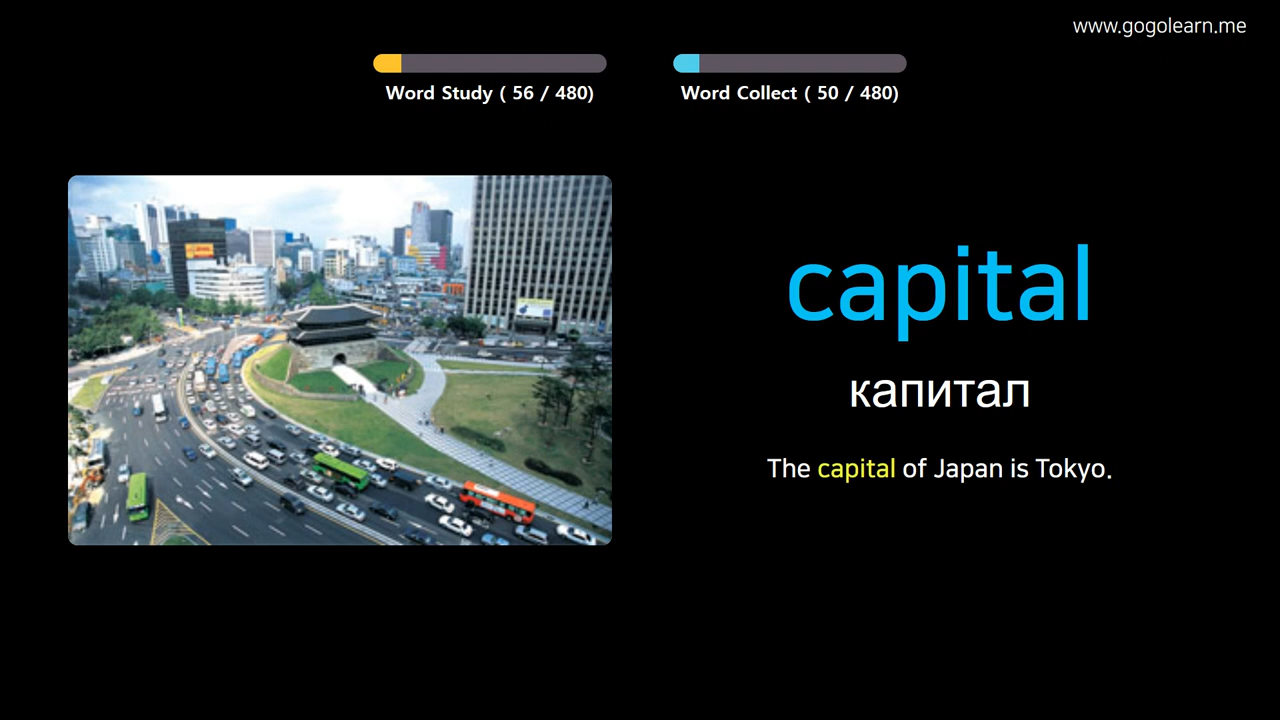 www.gogolearn.me
Word Study ( 56 / 480)
Word Collect ( 50 / 480)
capital
капитал
The capital of Japan is Tokyo.